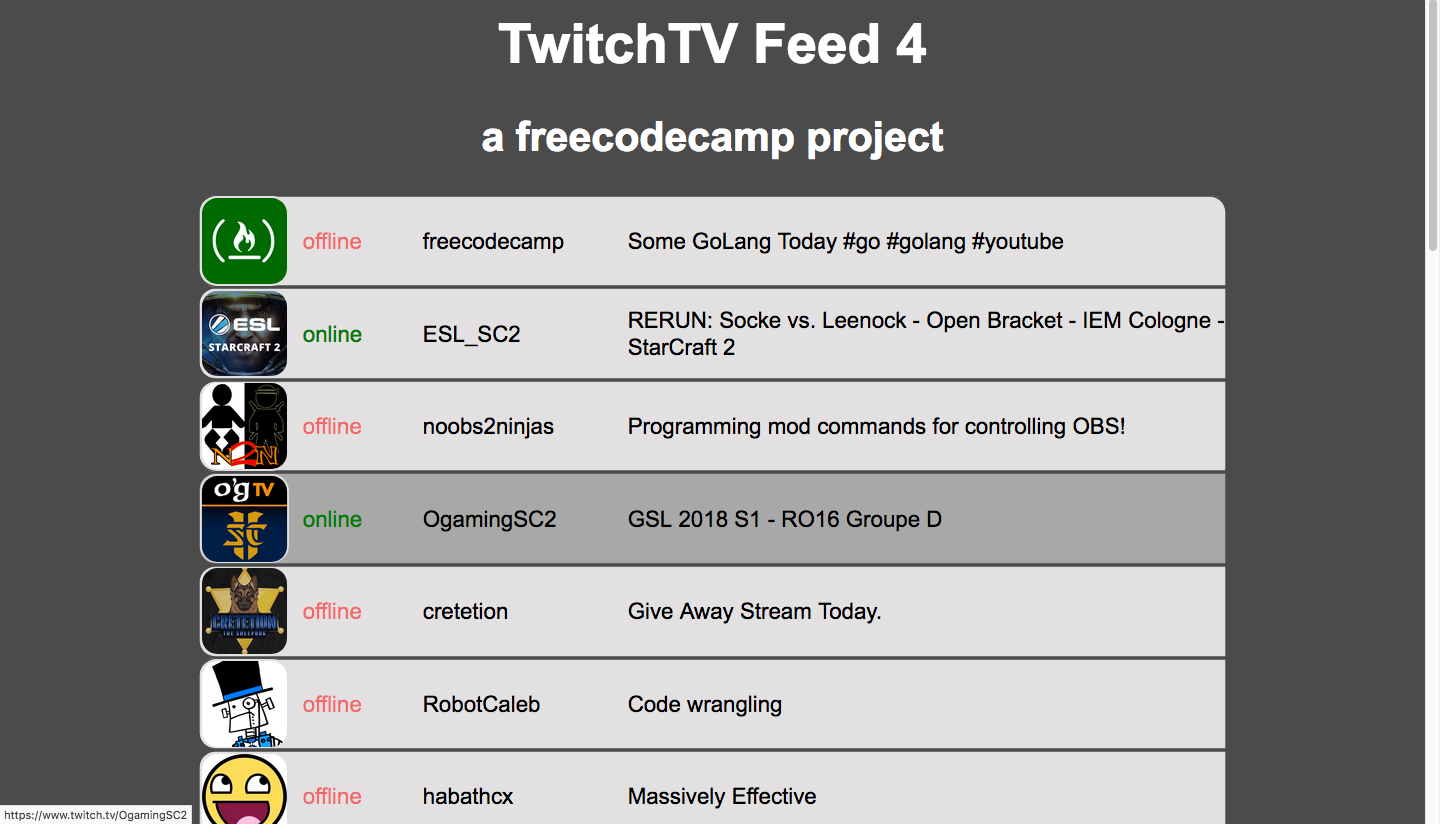 TwitchTV Feed 4
a freecodecamp project
offline freecodecamp Some GoLang Today #go #golang #youtube
ESL
STARCRAFT 2
online ESL_SC2 RERUN: Socke vs. Leenock - Open Bracket - IEM Cologne -
StarCraft 2
N2N
offline noobs2ninjas Programming mod commands for controlling OBS!
o'g TV
SC
online OgamingSC2 GSL 2018 S1 - RO16 Groupe D
CRETETION
THE SHEEPDOG
offline cretetion Give Away Stream Today.
offline RobotCaleb Code wrangling
offline habathcx Massively Effective
https://www.twitch.tv/OgamingSC2